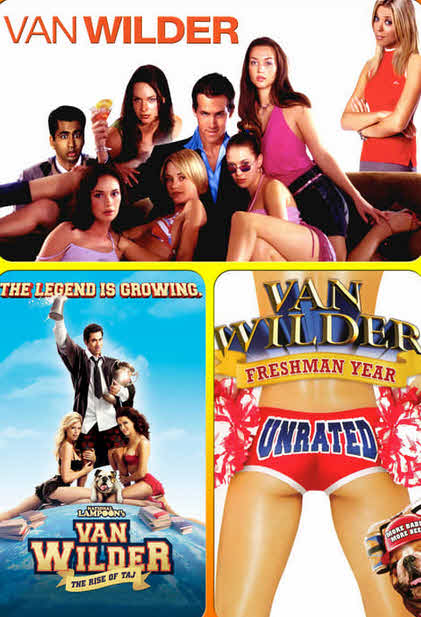 VAN WILDER
THE LEGEND IS GROWING.
NATIONAL
LAMPOON'S
VAN
WILDER
THE RISE OF TAJ
VAN
WILDER
FRESHMAN YEAR
UNRATED
MORE BABES
MORE